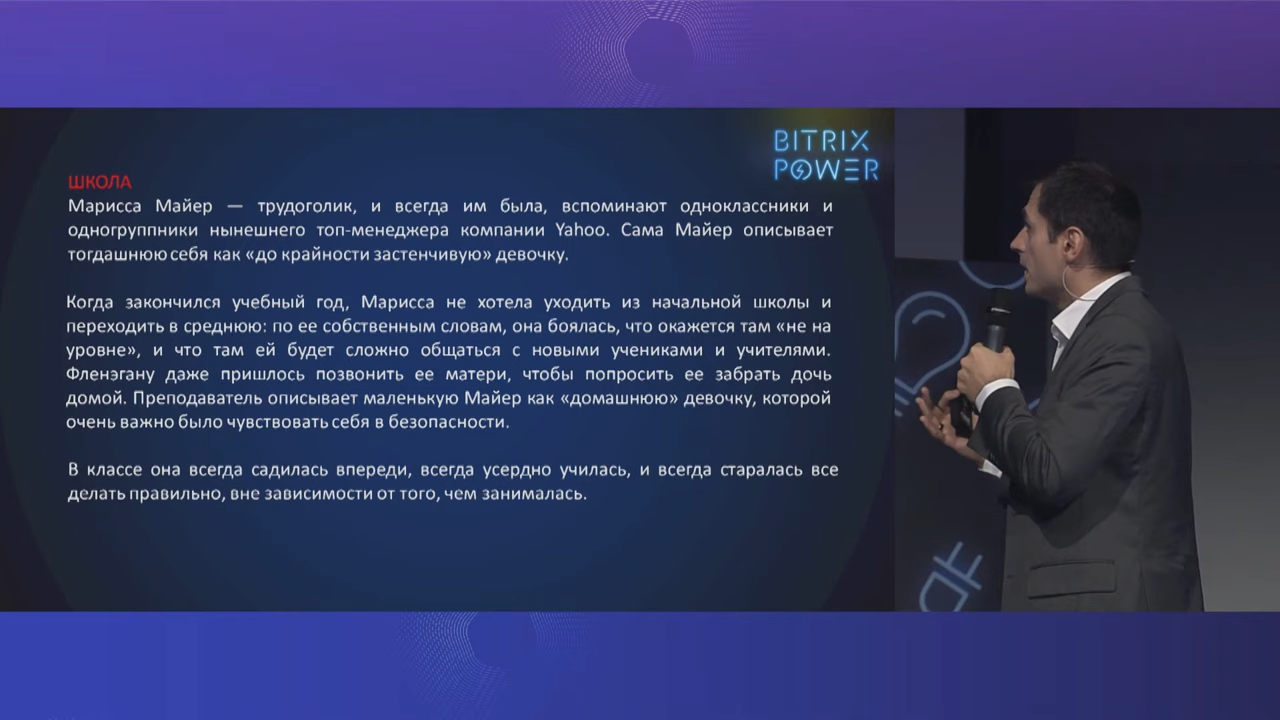 BITRIX
POWER
ШКОЛА
Марисса Майер — трудоголик, и всегда им была, вспоминают одноклассники и
одногруппники нынешнего топ-менеджера компании Yahoo. Сама Майер описывает
тогдашнюю себя как «до крайности застенчивую» девочку.
Когда закончился учебный год, Марисса не хотела уходить из начальной школы и
переходить в среднюю: по ее собственным словам, она боялась, что окажется там «не на
уровне», и что там ей будет сложно общаться с новыми учениками и учителями.
Фленэгану даже пришлось позвонить ее матери, чтобы попросить ее забрать дочь
домой. Преподаватель описывает маленькую Майер как «домашнюю» девочку, которой
очень важно было чувствовать себя в безопасности.
В классе она всегда садилась впереди, всегда усердно училась, и всегда старалась все
делать правильно, вне зависимости от того, чем занималась.